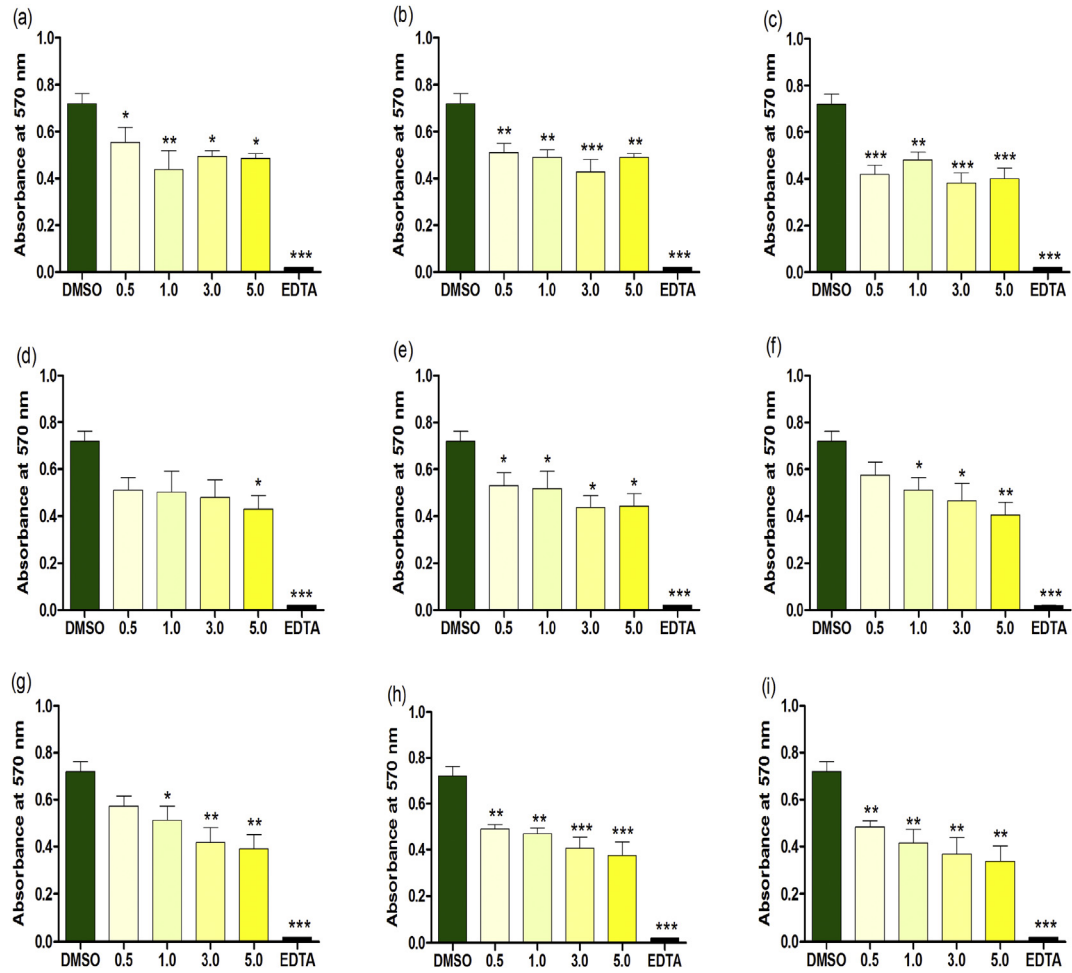 (a)
Absorbance at 570 nm
1.0
0.8
0.6
0.4
0.2
0.0
* ** * * ***
DMSO 0.5 1.0 3.0 5.0 EDTA
(b)
Absorbance at 570 nm
1.0
0.8
0.6
0.4
0.2
0.0
** ** *** ** ***
DMSO 0.5 1.0 3.0 5.0 EDTA
(c)
Absorbance at 570 nm
1.0
0.8
0.6
0.4
0.2
0.0
*** ** *** *** ***
DMSO 0.5 1.0 3.0 5.0 EDTA
(d)
Absorbance at 570 nm
1.0
0.8
0.6
0.4
0.2
0.0
* ***
DMSO 0.5 1.0 3.0 5.0 EDTA
(e)
Absorbance at 570 nm
1.0
0.8
0.6
0.4
0.2
0.0
* * * * ***
DMSO 0.5 1.0 3.0 5.0 EDTA
(f)
Absorbance at 570 nm
1.0
0.8
0.6
0.4
0.2
0.0
* * ** ***
DMSO 0.5 1.0 3.0 5.0 EDTA
(g)
Absorbance at 570 nm
1.0
0.8
0.6
0.4
0.2
0.0
* ** ** ***
DMSO 0.5 1.0 3.0 5.0 EDTA
(h)
Absorbance at 570 nm
1.0
0.8
0.6
0.4
0.2
0.0
** ** *** *** ***
DMSO 0.5 1.0 3.0 5.0 EDTA
(i)
Absorbance at 570 nm
1.0
0.8
0.6
0.4
0.2
0.0
** ** ** ** ***
DMSO 0.5 1.0 3.0 5.0 EDTA